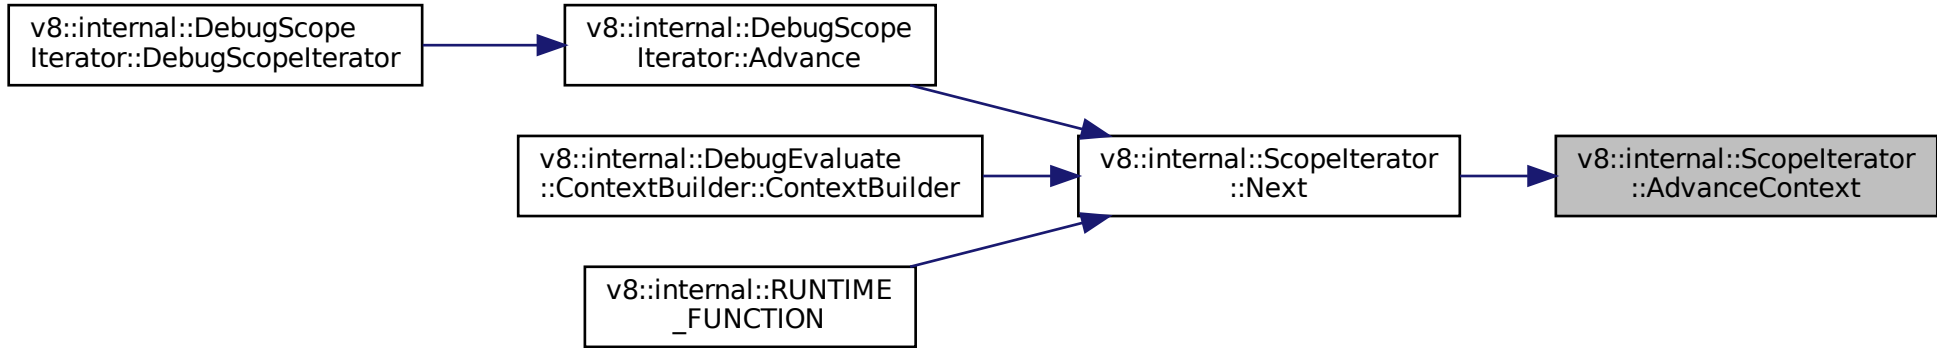 v8::internal::DebugScope
Iterator::DebugScopeIterator
v8::internal::DebugScope
Iterator::Advance
v8::internal::DebugEvaluate
::ContextBuilder::ContextBuilder
v8::internal::RUNTIME
_FUNCTION
v8::internal::ScopeIterator
::Next
v8::internal::ScopeIterator
::AdvanceContext